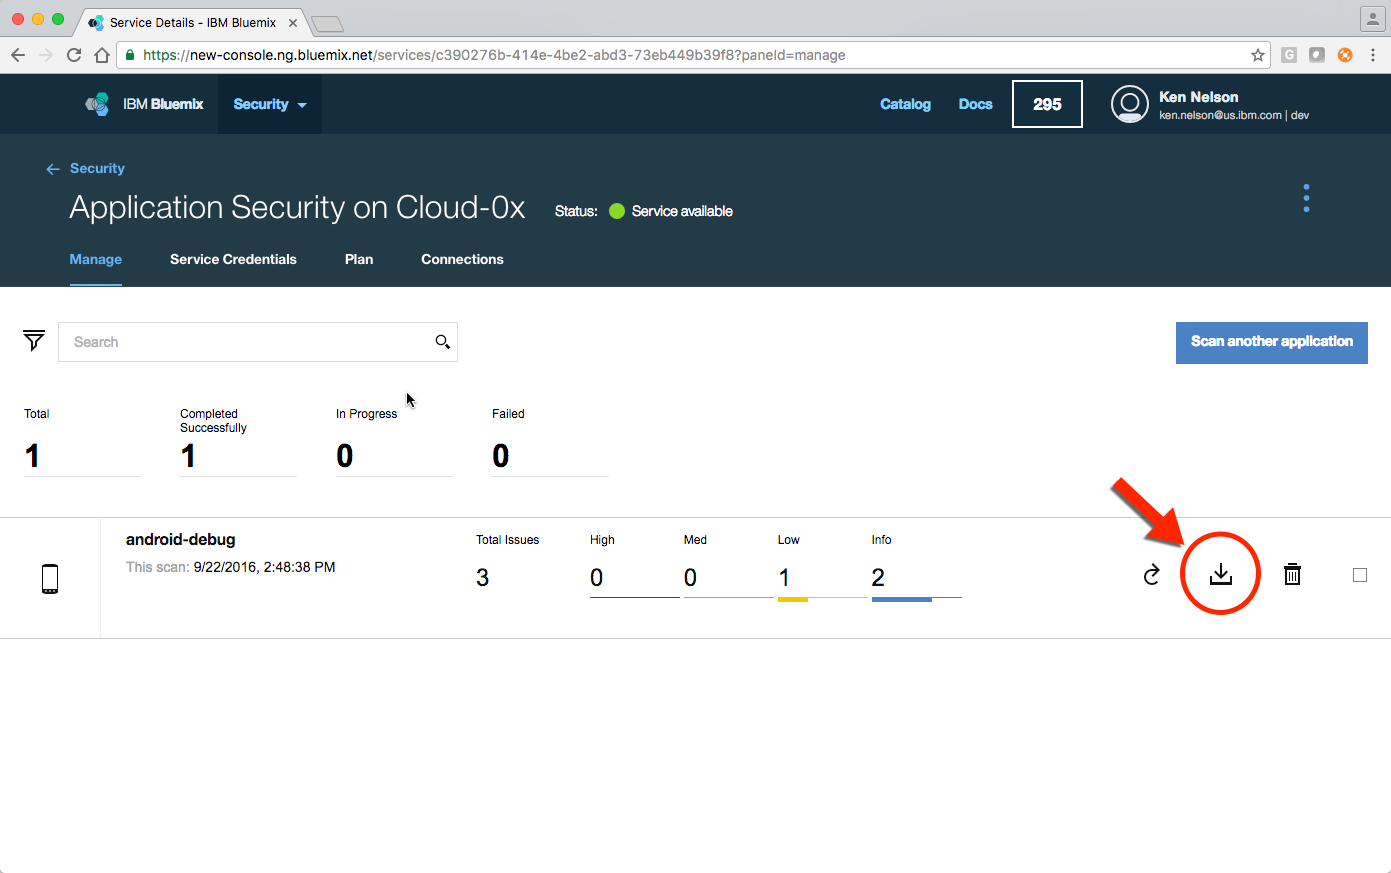 Service Details - IBM Bluemix
https://new-console.ng.bluemix.net/services/c390276b-414e-4be2-abd3-73eb449b39f8?paneId=manage
G
IBM Bluemix
Security
Catalog
Docs
295
Ken Nelson
ken.nelson@us.ibm.com | dev
Security
Application Security on Cloud-0x
Status:
Service available
Manage
Service Credentials
Plan
Connections
Search
Scan another application
Total
Completed
Successfully
In Progress
Failed
1
1
0
0
android-debug
This scan: 9/22/2016, 2:48:38 PM
Total Issues
High
Med
Low
Info
3
0
0
1
2